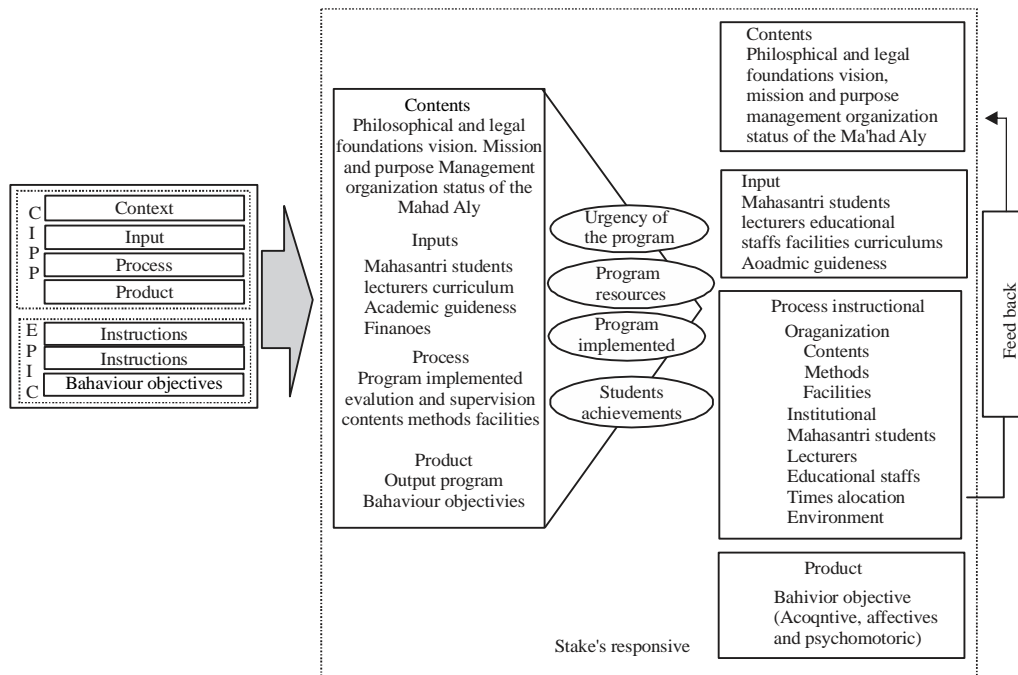 C
I
P
P
Context
Input
Process
Product
E
P
I
C
Instructions
Instructions
Bahaviour objectives
Contents
Philosophical and legal
foundations vision. Mission
and purpose Management
organization status of the
Mahad Aly
Inputs
Mahasantri students
lecturers curriculum
Academic guideness
Finanoes
Process
Program implemented
evalution and supervision
contents methods facilities
Product
Output program
Bahaviour objectivies
Urgency of
the program
Program
resources
Program
implemented
Students
achievements
Stake's responsive
Contents
Philosphical and legal
foundations vision,
mission and purpose
management organization
status of the Ma'had Aly
Input
Mahasantri students
lecturers educational
staffs facilities curriculums
Aoadmic guideness
Process instructional
Oraganization
Contents
Methods
Facilities
Institutional
Mahasantri students
Lecturers
Educational staffs
Times alocation
Environment
Product
Bahivior objective
(Acoqntive, affectives
and psychomotoric)
Feed back